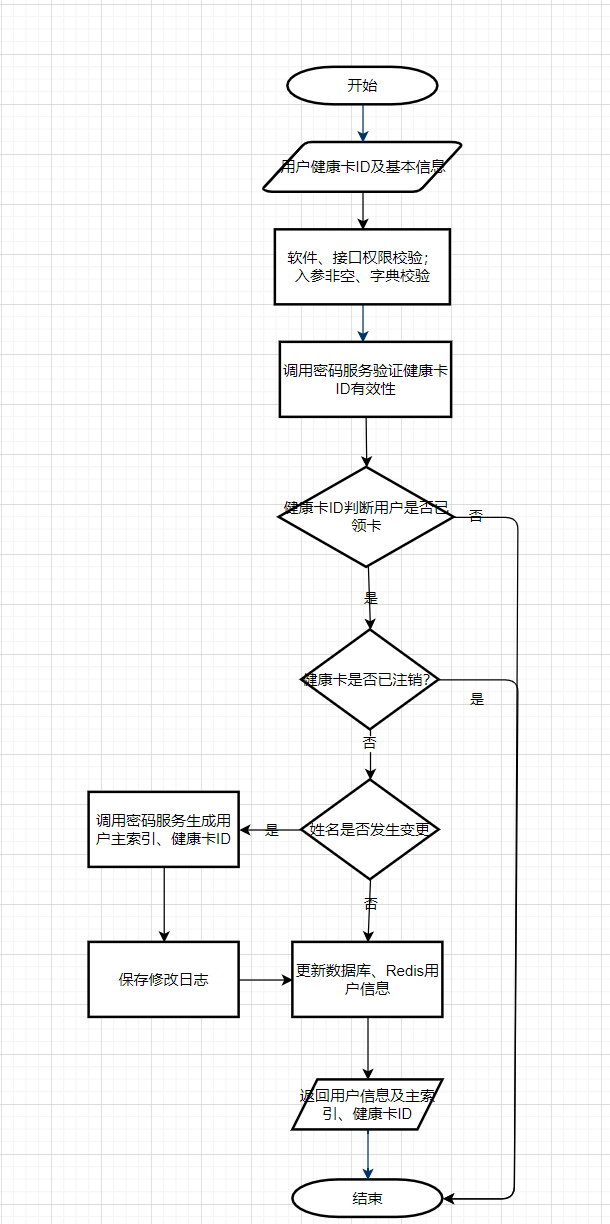 开始
用户健康卡ID及基本信息
软件、接口权限校验；
入参非空、字典校验
调用密码服务验证健康卡
ID有效性
健康卡ID判断用户是否已
领卡
否
是
健康卡是否已注销?
是
否
姓名是否发生变更
是
调用密码服务生成用
户主索引、健康卡ID
否
保存修改日志
更新数据库、Redis用
户信息
返回用户信息及主索
引、健康卡ID
结束